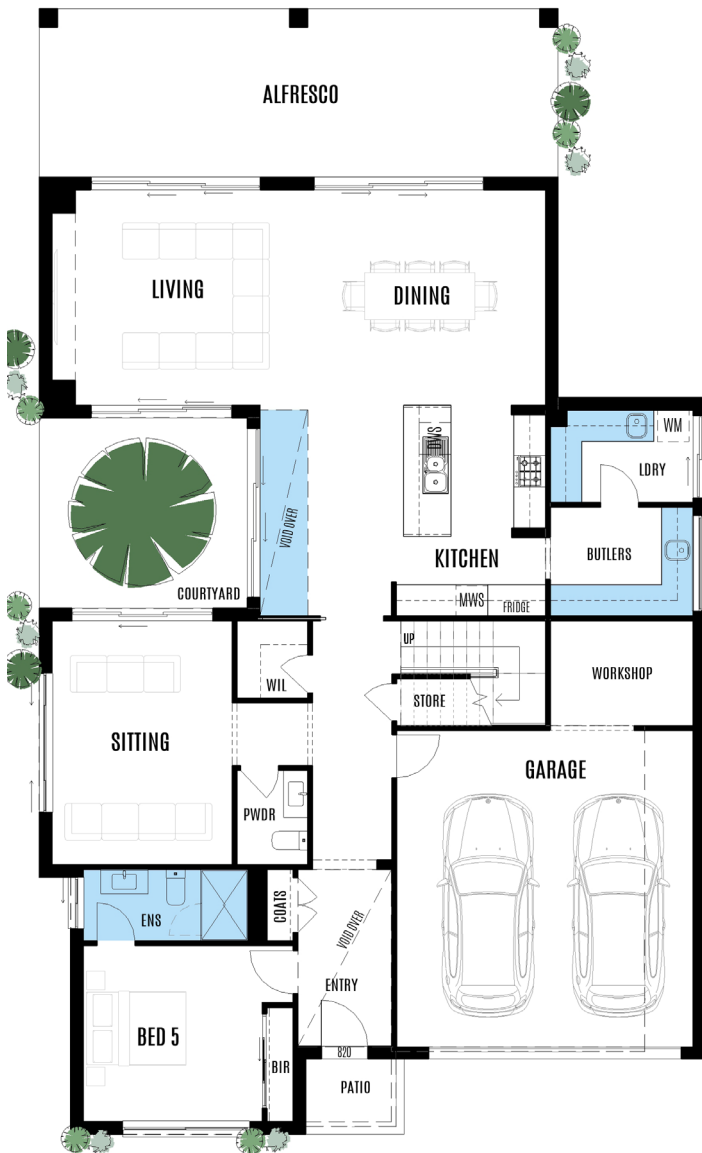 ALFRESCO
LIVING
DINING
DWS
WM
LDRY
VOID OVER
KITCHEN
BUTLERS
COURTYARD
MWS
FRIDGE
UP
WIL
STORE
WORKSHOP
SITTING
GARAGE
PWDR
COATS
ENS
VOID OVER
ENTRY
BED 5
820
BIR
PATIO